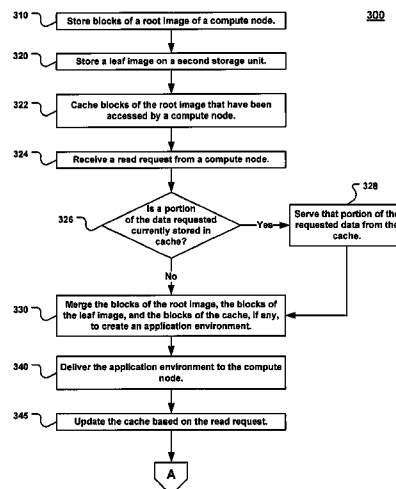 300
310
Store blocks of a root image of a compute node.
320
Store a leaf image on a second storage unit.
322
Cache blocks of the root image that have been
accessed by a compute node.
324
Receive a read request from a compute node.
326
Is a portion
of the data requested
currently stored in
cache?
Yes
328
Serve that portion of the
requested data from the
cache.
No
330
Merge the blocks of the root image, the blocks of
the leaf image, and the blocks of the cache, if any,
to create an application environment.
340
Deliver the application environment to the compute
node.
345
Update the cache based on the read request.
A